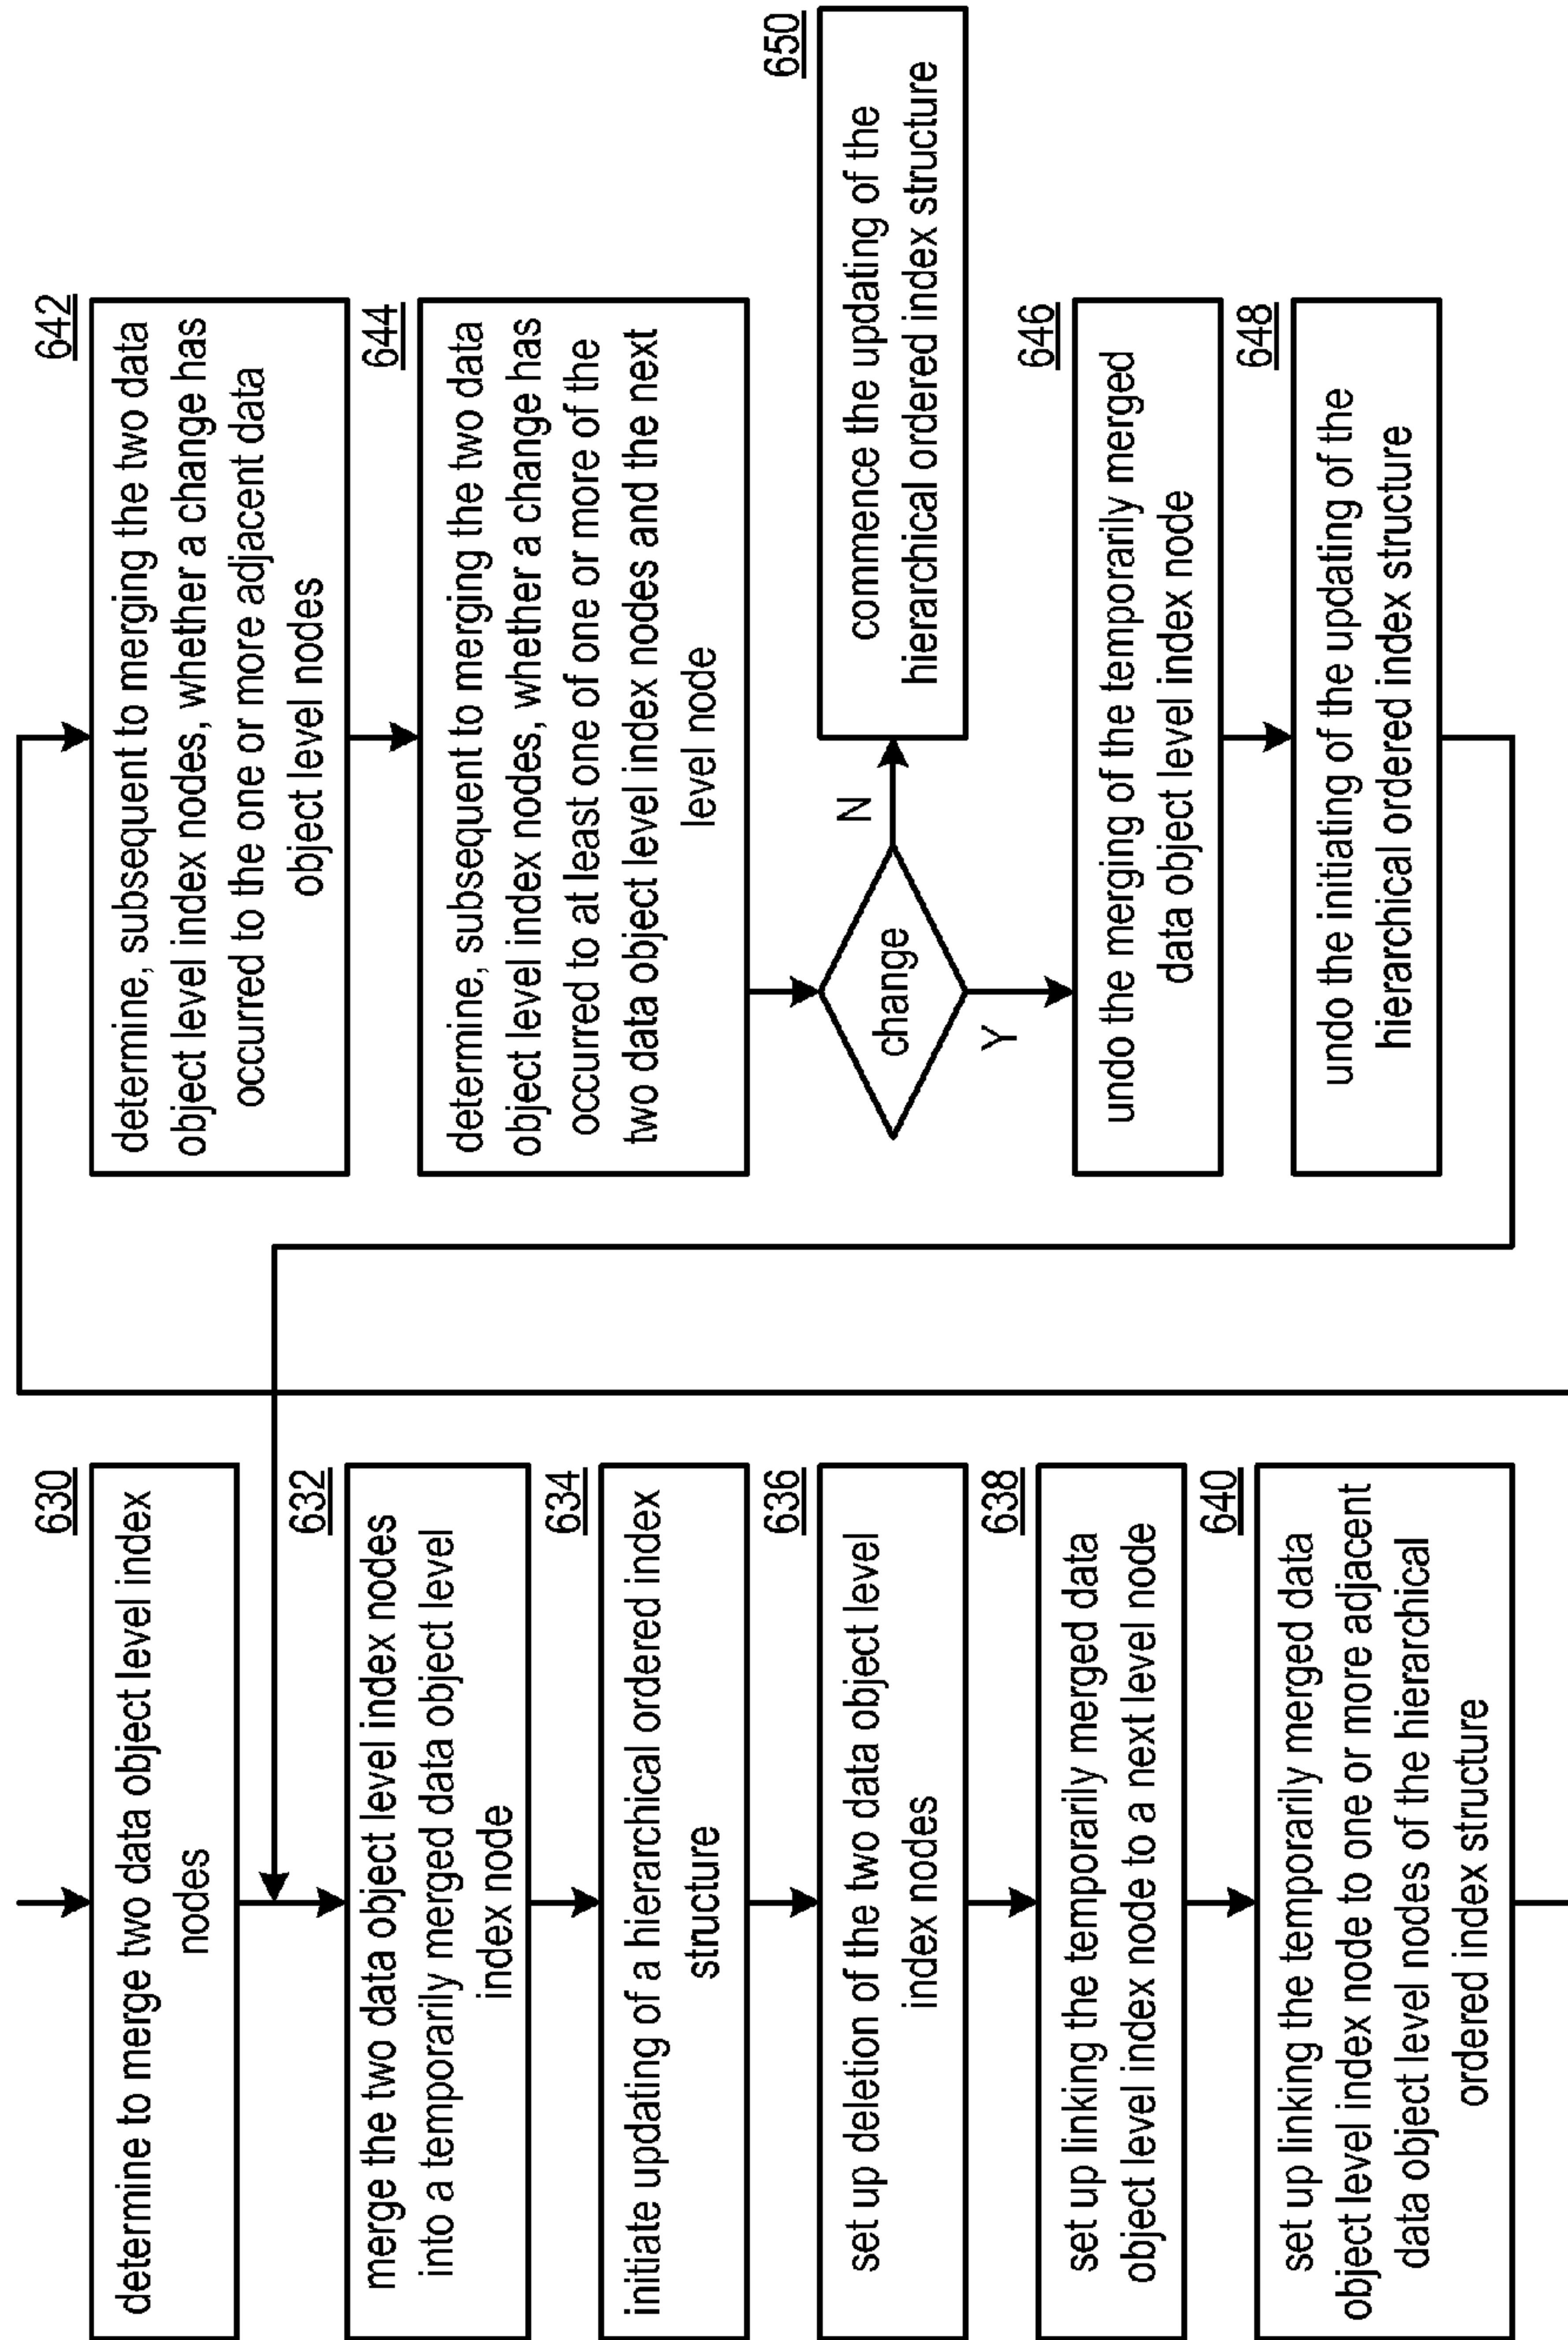 630
determine to merge two data object level index
nodes
632
merge the two data object level index nodes
into a temporarily merged data object level
index node
634
initiate updating of a hierarchical ordered index
structure
636
set up deletion of the two data object level
index nodes
638
set up linking the temporarily merged data
object level index node to a next level node
640
set up linking the temporarily merged data
object level index node to one or more adjacent
data object level nodes of the hierarchical
ordered index structure
642
determine, subsequent to merging the two data
object level index nodes, whether a change has
occurred to the one or more adjacent data
object level nodes
644
determine, subsequent to merging the two data
object level index nodes, whether a change has
occurred to at least one of one or more of the
two data object level index nodes and the next
level node
change
N
Y
650
commence the updating of the
hierarchical ordered index structure
646
undo the merging of the temporarily merged
data object level index node
648
undo the initiating of the updating of the
hierarchical ordered index structure